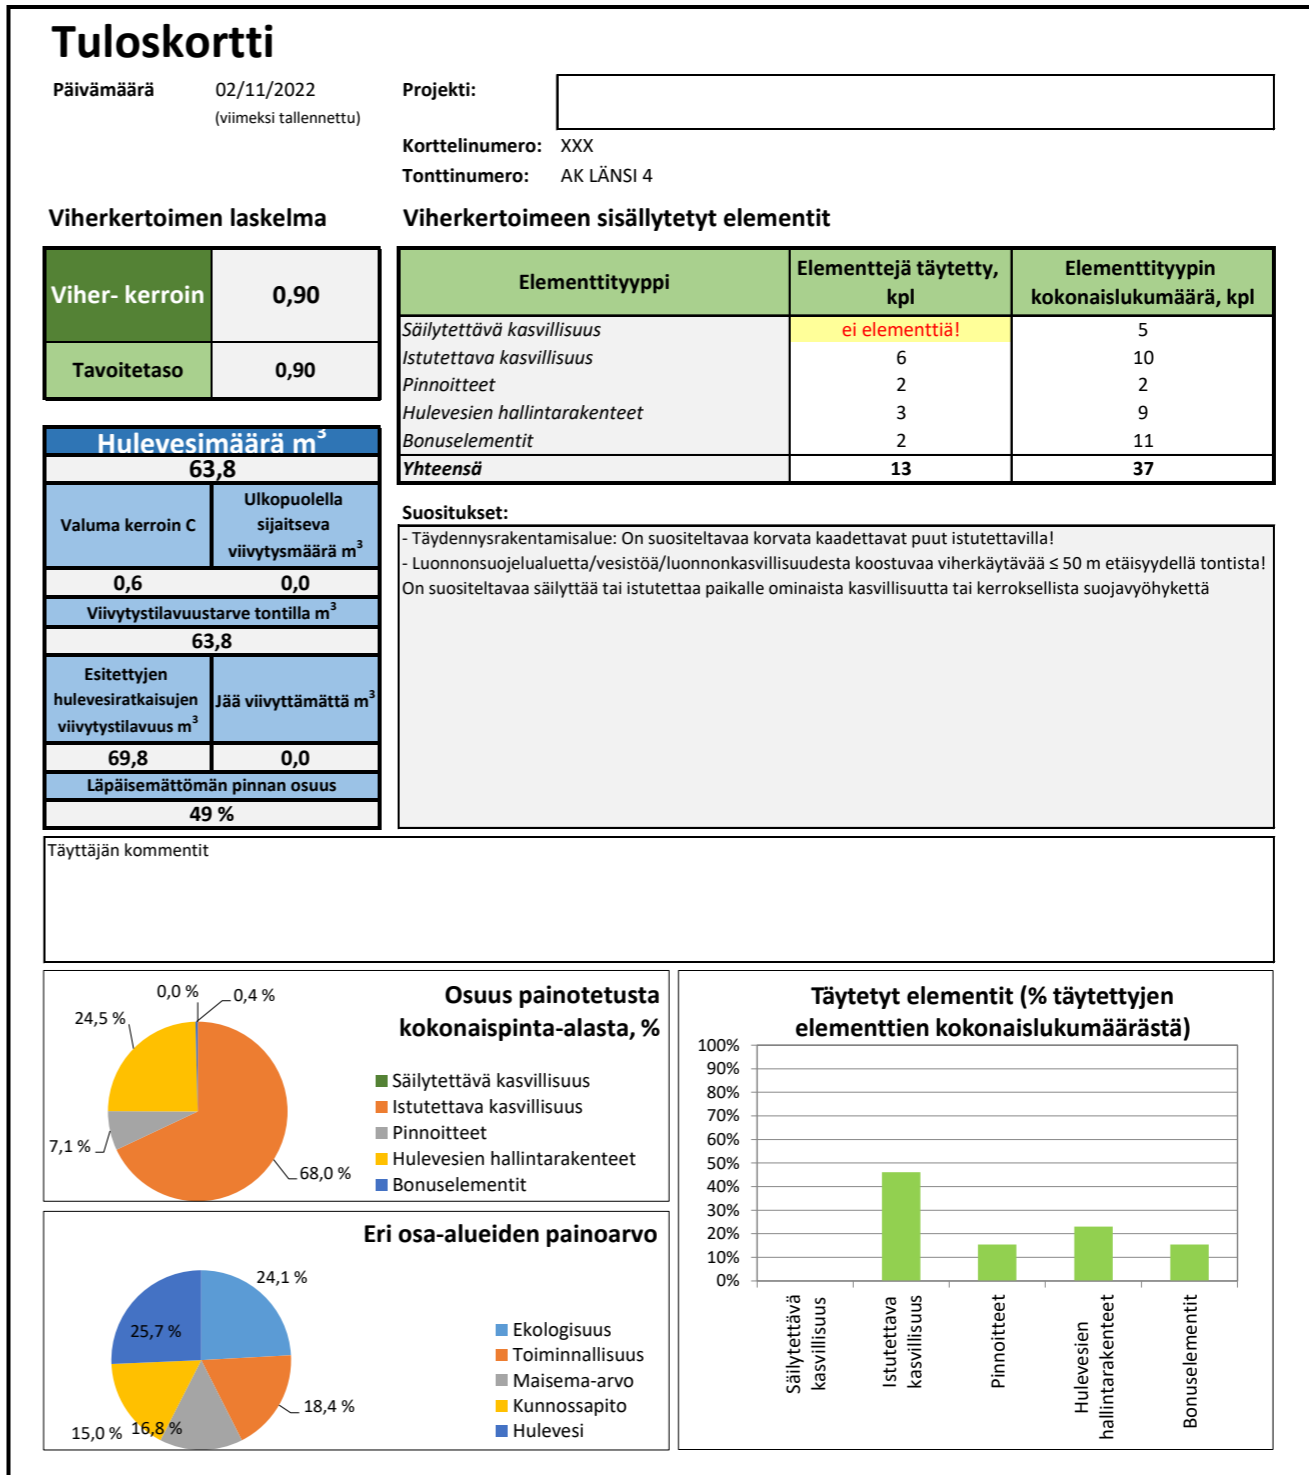 Tuloskortti
Päivämäärä 02/11/2022 Projekti:
(viimeksi tallennettu)
Korttelinumero: XXX
Tonttinumero: AK LÄNSI 4
Viherkertoimen laskelma
Viher- kerroin 0,90
Tavoitetaso 0,90
Hulevesimäärä m³
63,8
Valuma kerroin C
Ulkopuolella
sijaitseva
viivytysmäärä m³
0,6 0,0
Viivytystilavuustarve tontilla m³
63,8
Esitettyjen
hulevesiratkaisujen
viivytystilavuus m³
Jää viivyttämättä m³
69,8 0,0
Läpäisemättömän pinnan osuus
49 %
Viherkertoimeen sisällytetyt elementit
Elementtityyppi
Elementtejä täytetty,
kpl
Elementtityypin
kokonaislukumäärä, kpl
Säilytettävä kasvillisuus ei elementtiä! 5
Istutettava kasvillisuus 6 10
Pinnoitteet 2 2
Hulevesien hallintarakenteet 3 9
Bonuselementit 2 11
Yhteensä 13 37
Suositukset:
- Täydennysrakentamisalue: On suositeltavaa korvata kaadettavat puut istutettavilla!
- Luonnonsuojelualuetta/vesistöä/luonnonkasvillisuudesta koostuvaa viherkäytävää ≤ 50 m etäisyydellä tontista!
On suositeltavaa säilyttää tai istutettaa paikalle ominaista kasvillisuutta tai kerroksellista suojavyöhykettä
Täyttäjän kommentit
Osuus painotetusta
kokonaispinta-alasta, %
0,0 %
0,4 %
24,5 %
7,1 %
68,0 %
Säilytettävä kasvillisuus
Istutettava kasvillisuus
Pinnoitteet
Hulevesien hallintarakenteet
Bonuselementit
Eri osa-alueiden painoarvo
24,1 %
25,7 %
18,4 %
15,0 %
16,8 %
Ekologisuus
Toiminnallisuus
Maisema-arvo
Kunnossapito
Hulevesi
Täytetyt elementit (% täytettyjen
elementtien kokonaislukumäärästä)
100%
90%
80%
70%
60%
50%
40%
30%
20%
10%
0%
Säilytettävä
kasvillisuus
Istutettava
kasvillisuus
Pinnoitteet
Hulevesien
hallintarakenteet
Bonuselementit